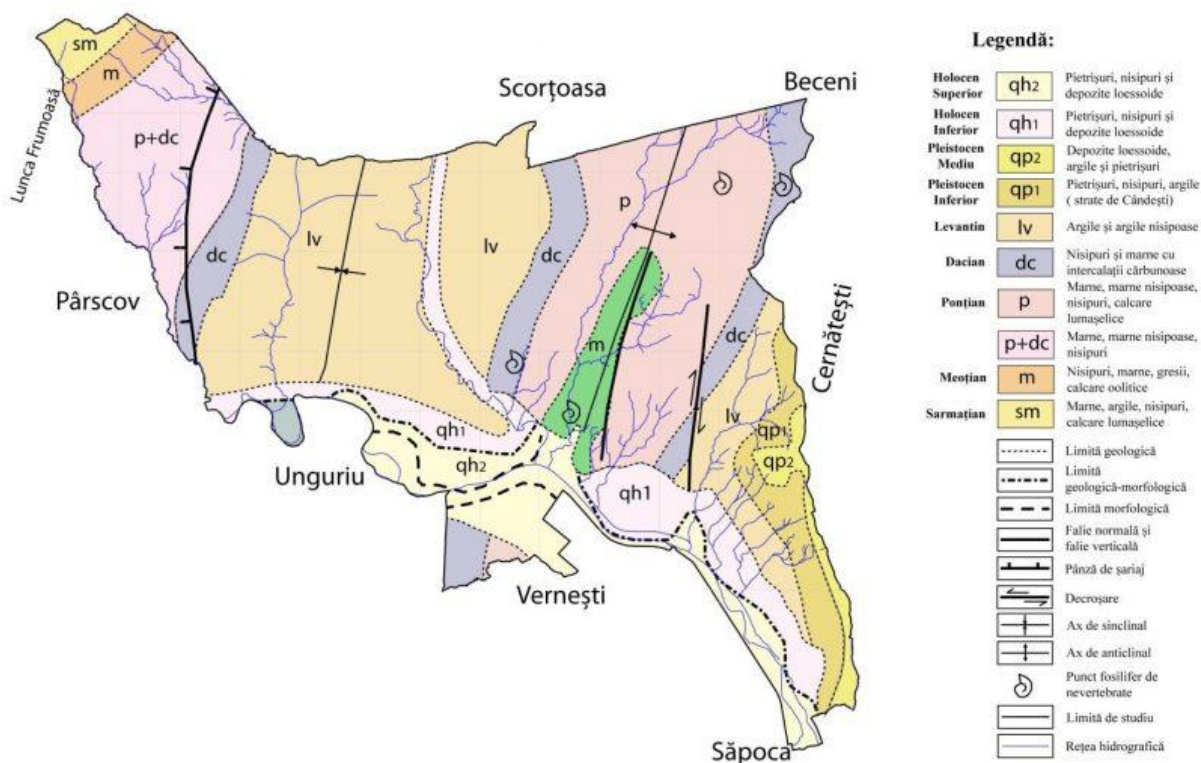 sm
m
Lunca Frumoasă
p+dc
Scorțoasa
Beceni
Pârscov
dc
lv
lv
dc
p
m
dc
lv
Cernătești
qp1
qp2
qh1
qh2
qh1
Unguriu
Vernești
Săpoca
Legendă:
Holocen Superior
qh2
Pietrișuri, nisipuri și
depozite loessoide
Holocen Inferior
qh1
Pietrișuri, nisipuri și
depozite loessoide
Pleistocen Mediu
qp2
Depozite loessoide,
argile și pietrișuri
Pleistocen Inferior
qp1
Pietrișuri, nisipuri, argile
( strate de Cândești)
Levantin
lv
Argile și argile nisipoase
Dacian
dc
Nisipuri și marne cu
intercalații cărbunoase
Ponțian
p
Marne, marne nisipoase,
nisipuri, calcare
lumașelice
p+dc
Marne, marne nisipoase,
nisipuri
Meoțian
m
Nisipuri, marne, gresii,
calcare oolitice
Sarmațian
sm
Marne, argile, nisipuri,
calcare lumașelice
Limită geologică
Limită
geologică-morfologică
Limită morfologică
Falie normală și
falie verticală
Pânză de șariaj
Decroșare
Ax de sinclinal
Ax de anticlinal
Punct fosilifer de
nevertebrate
Limită de studiu
Rețea hidrografică